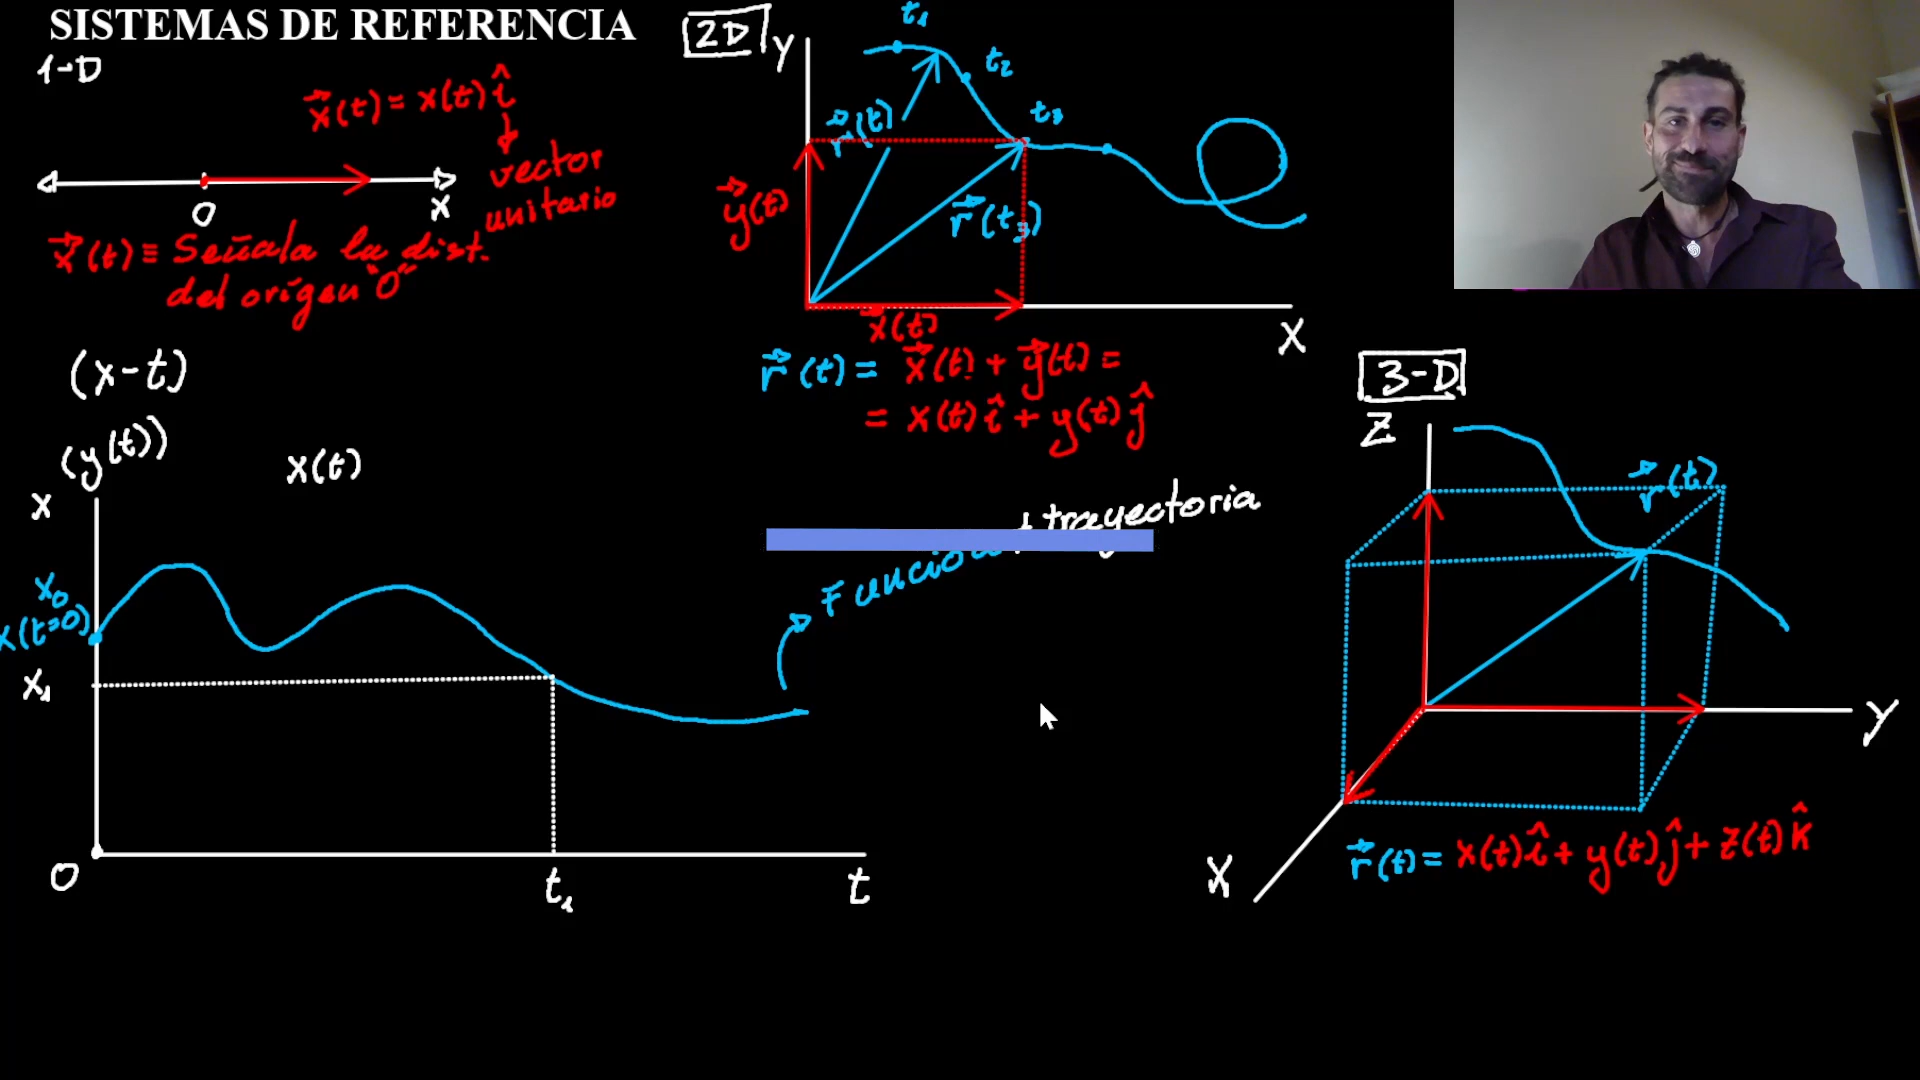 SISTEMAS DE REFERENCIA
1-D
x⃗(t) = x(t) î
vector
unitario
O
X
x⃗(t) ≡ Señala la dist.
del orígen "O"
2D
y
t₁
t₂
t₃
r⃗(t)
r⃗(t₃)
y⃗(t)
x⃗(t)
X
r⃗(t) = x⃗(t) + y⃗(t) =
= x(t) î + y(t) ĵ
(x-t)
(y(t))
x(t)
x
x₀
x(t=0)
x₁
O
t₁
t
trayectoria
3-D
Z
r⃗(t)
y
X
r⃗(t) = x(t) î + y(t) ĵ + z(t) k̂